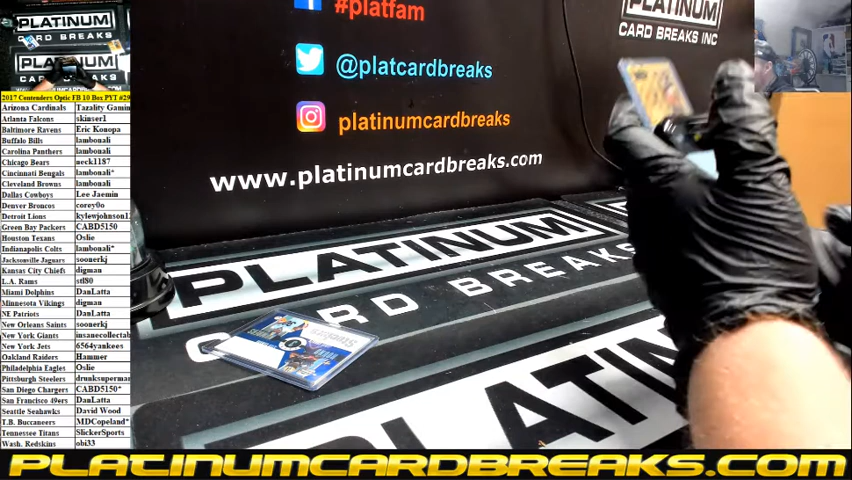 PLATINUM
CARD BREAKS
2017 Contenders Optic FB 10 Box PYT #29
Arizona Cardinals Tazality Gamin
Atlanta Falcons skinser1
Baltimore Ravens Eric Konopa
Buffalo Bills lambonali
Carolina Panthers lambonali
Chicago Bears neck1187
Cincinnati Bengals lambonali*
Cleveland Browns lambonali
Dallas Cowboys Lee Jaemin
Denver Broncos corey0o
Detroit Lions kylewjohnson12
Green Bay Packers CABD5150
Houston Texans Oslie
Indianapolis Colts lambonali*
Jacksonville Jaguars soonerkj
Kansas City Chiefs digman
L.A. Rams stl80
Miami Dolphins DanLatta
Minnesota Vikings digman
NE Patriots DanLatta
New Orleans Saints soonerkj
New York Giants insanecollectab
New York Jets 6564yankees
Oakland Raiders Hammer
Philadelphia Eagles Oslie
Pittsburgh Steelers drunksuperman
San Diego Chargers CABD5150*
San Francisco 49ers DanLatta
Seattle Seahawks David Wood
T.B. Buccaneers MDCopeland*
Tennessee Titans SlickerSports
Wash. Redskins obi33
#platfam
@platcardbreaks
platinumcardbreaks
www.platinumcardbreaks.com
PLATINUM
CARD BREAKS INC
PLATINUM
CARD BREAKS
PLATINUM
PLATINUMCARDBREAKS.COM